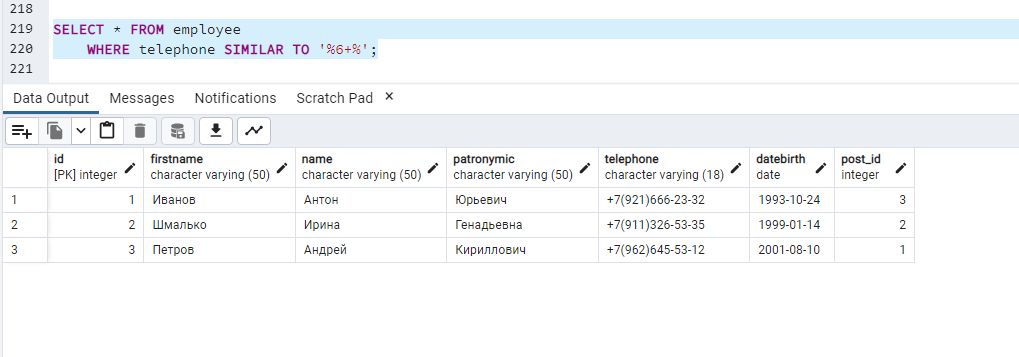 218
219 SELECT * FROM employee
220 WHERE telephone SIMILAR TO '%6+%';
221
Data Output Messages Notifications Scratch Pad ×
id firstname name patronymic telephone datebirth post_id
[PK] integer character varying (50) character varying (50) character varying (50) character varying (18) date integer
1 1 Иванов Антон Юрьевич +7(921)666-23-32 1993-10-24 3
2 2 Шмалько Ирина Генадьевна +7(911)326-53-35 1999-01-14 2
3 3 Петров Андрей Кириллович +7(962)645-53-12 2001-08-10 1